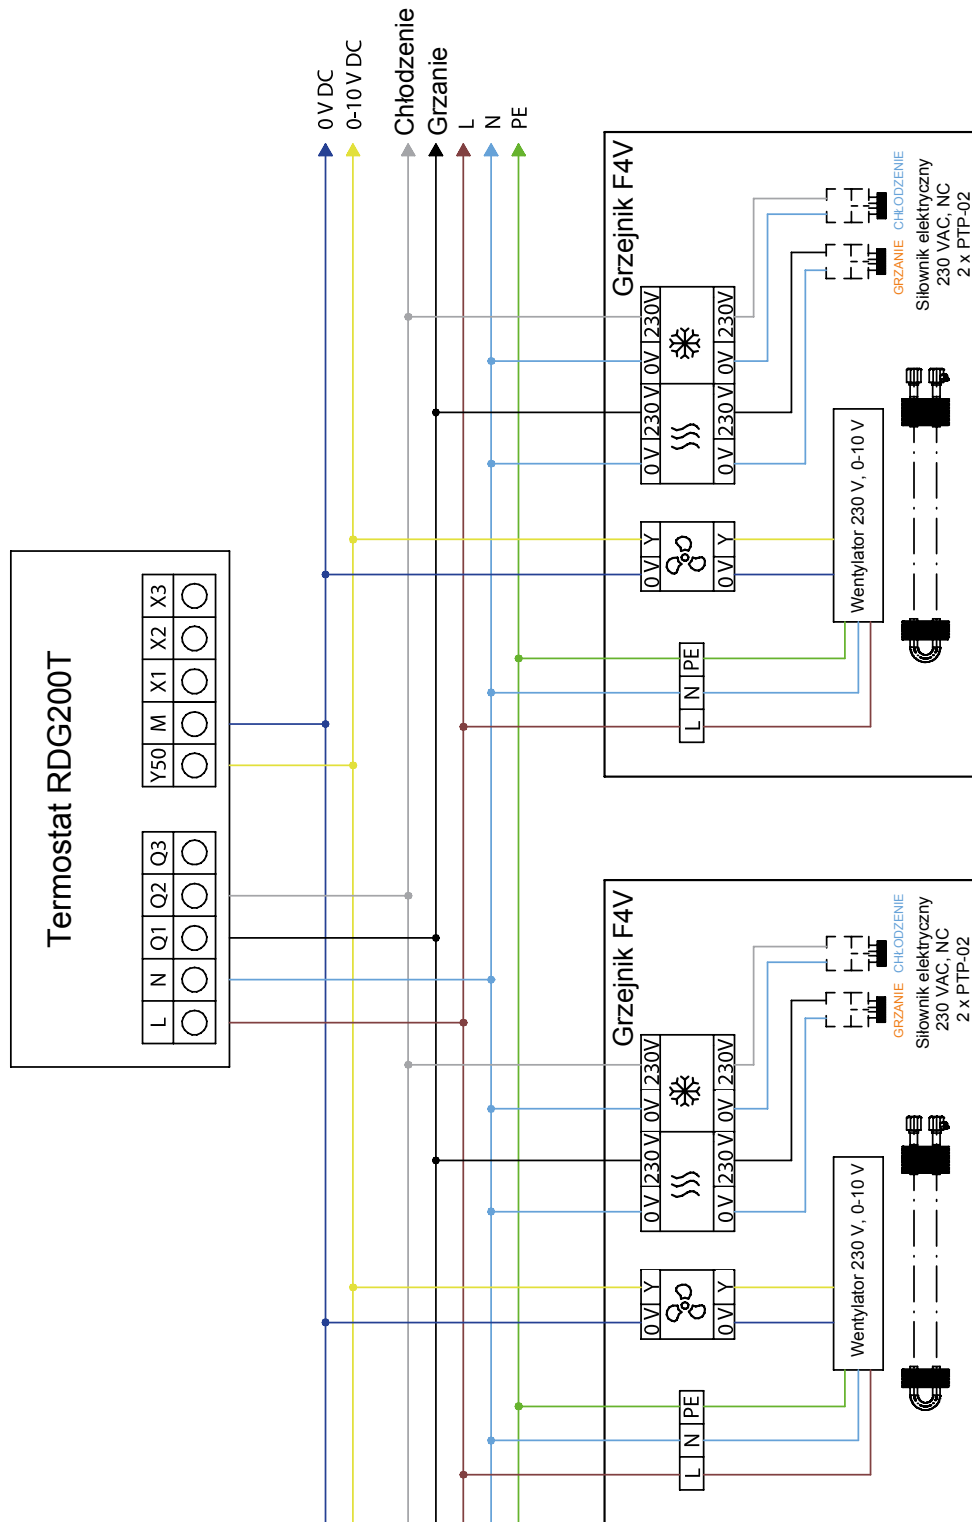 Termostat RDG200T
L
N
Q1
Q2
Q3
Y50
M
X1
X2
X3
0 V DC
0-10 V DC
Chłodzenie
Grzanie
L
N
PE
Grzejnik F4V
L
N
PE
0 V
Y
0 V
Y
0 V
230 V
0V
230V
0 V
230 V
0V
230V
Wentylator 230 V, 0-10 V
GRZANIE
CHŁODZENIE
Siłownik elektryczny
230 VAC, NC
2 x PTP-02
Grzejnik F4V
L
N
PE
0 V
Y
0 V
Y
0 V
230 V
0V
230V
0 V
230 V
0V
230V
Wentylator 230 V, 0-10 V
GRZANIE
CHŁODZENIE
Siłownik elektryczny
230 VAC, NC
2 x PTP-02